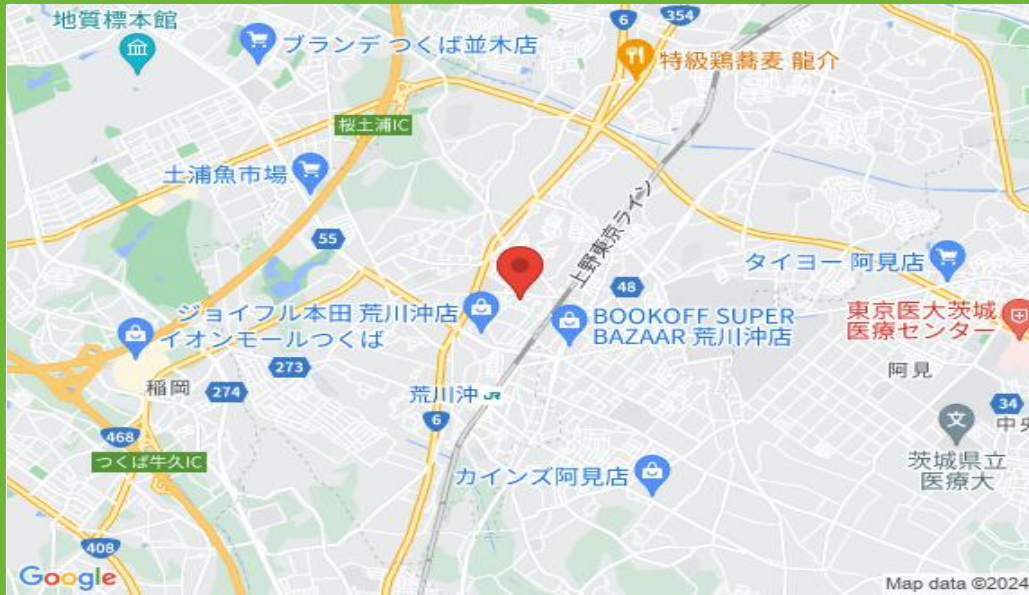 地質標本館
ブランデ つくば並木店
6
354
特級鶏蕎麦 龍介
桜土浦IC
土浦魚市場
55
上野東京ライン
48
タイヨー 阿見店
ジョイフル本田 荒川沖店
イオンモールつくば
BOOKOFF SUPER
BAZAAR 荒川沖店
東京医大茨城
医療センター
稲岡
273
274
荒川沖 JR
阿見
34
中央
6
468
つくば牛久IC
カインズ阿見店
文
茨城県立
医療大
408
Google
Map data ©2024